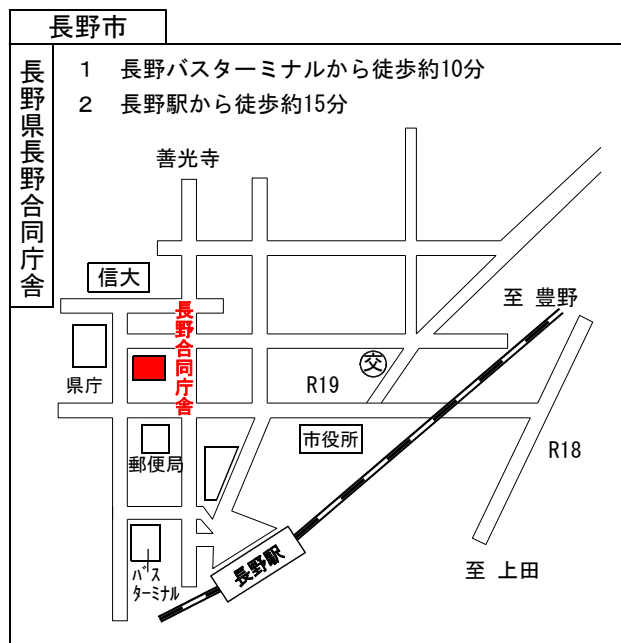 長野市
長野県長野合同庁舎
1 長野バスターミナルから徒歩約10分
2 長野駅から徒歩約15分
善光寺
信大
至 豊野
長野合同庁舎
交
県庁
R19
市役所
郵便局
R18
長野駅
バス
ターミナル
至 上田